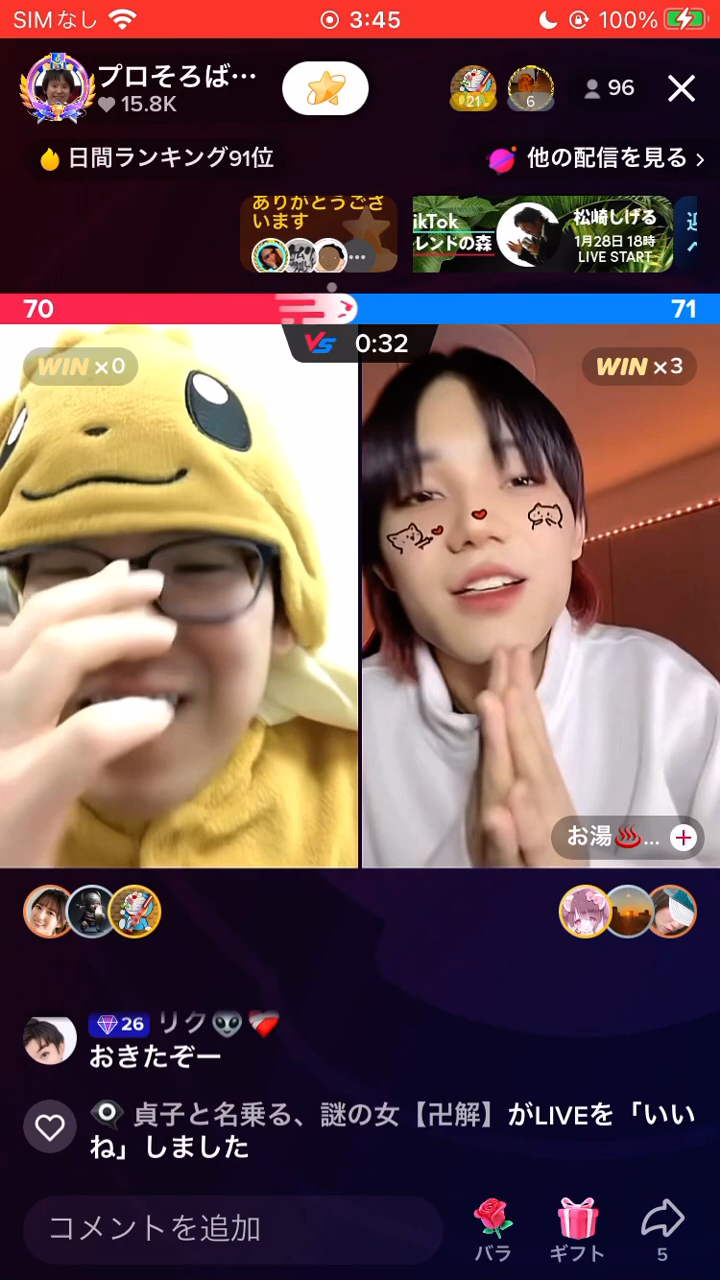 SIMなし
3:45
100%
プロそろば…
15.8K
21
6
96
日間ランキング91位
他の配信を見る
ありがとうござ
います
ikTok
レンドの森
松崎しげる
1月28日 18時
LIVE START
70
71
VS 0:32
WIN ×0
WIN ×3
お湯♨️...
26 リク👽❤️‍🩹
おきたぞー
👁️‍🗨️ 貞子と名乗る、謎の女【卍解】がLIVEを「いい
ね」しました
コメントを追加
バラ
ギフト
5